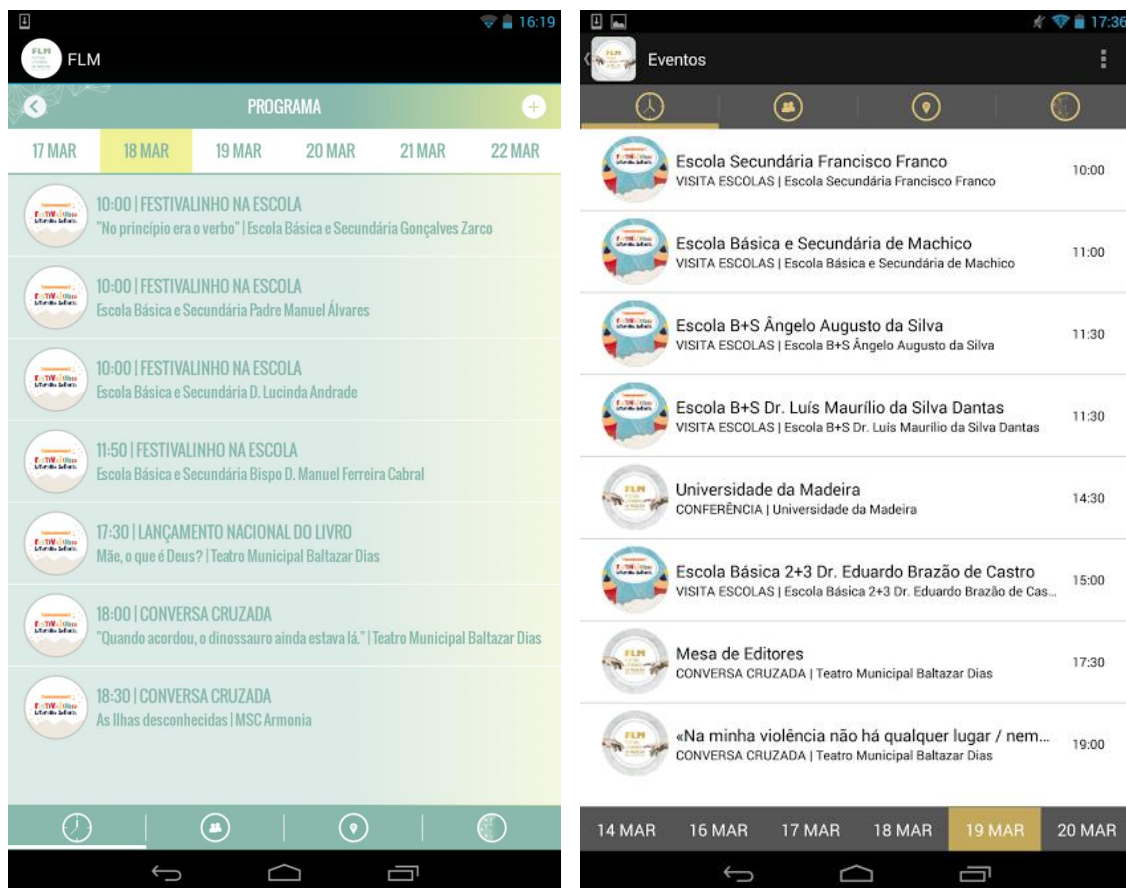 16:19
FLM
FLM
PROGRAMA
17 MAR 18 MAR 19 MAR 20 MAR 21 MAR 22 MAR
10:00 | FESTIVALINHO NA ESCOLA
"No princípio era o verbo" | Escola Básica e Secundária Gonçalves Zarco
10:00 | FESTIVALINHO NA ESCOLA
Escola Básica e Secundária Padre Manuel Álvares
10:00 | FESTIVALINHO NA ESCOLA
Escola Básica e Secundária D. Lucinda Andrade
11:50 | FESTIVALINHO NA ESCOLA
Escola Básica e Secundária Bispo D. Manuel Ferreira Cabral
17:30 | LANÇAMENTO NACIONAL DO LIVRO
Mãe, o que é Deus? | Teatro Municipal Baltazar Dias
18:00 | CONVERSA CRUZADA
"Quando acordou, o dinossauro ainda estava lá." | Teatro Municipal Baltazar Dias
18:30 | CONVERSA CRUZADA
As Ilhas desconhecidas | MSC Armonia
17:36
Eventos
Escola Secundária Francisco Franco
VISITA ESCOLAS | Escola Secundária Francisco Franco
10:00
Escola Básica e Secundária de Machico
VISITA ESCOLAS | Escola Básica e Secundária de Machico
11:00
Escola B+S Ângelo Augusto da Silva
VISITA ESCOLAS | Escola B+S Ângelo Augusto da Silva
11:30
Escola B+S Dr. Luís Maurílio da Silva Dantas
VISITA ESCOLAS | Escola B+S Dr. Luís Maurílio da Silva Dantas
11:30
Universidade da Madeira
CONFERÊNCIA | Universidade da Madeira
14:30
Escola Básica 2+3 Dr. Eduardo Brazão de Castro
VISITA ESCOLAS | Escola Básica 2+3 Dr. Eduardo Brazão de Cas...
15:00
Mesa de Editores
CONVERSA CRUZADA | Teatro Municipal Baltazar Dias
17:30
«Na minha violência não há qualquer lugar / nem...
CONVERSA CRUZADA | Teatro Municipal Baltazar Dias
19:00
14 MAR 16 MAR 17 MAR 18 MAR 19 MAR 20 MAR